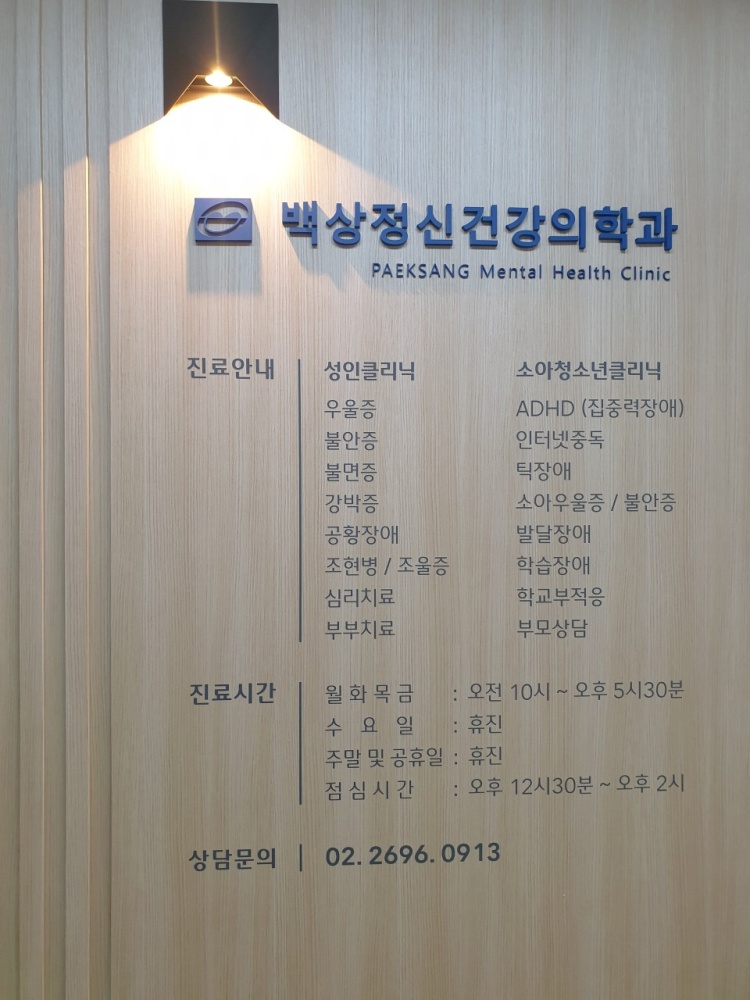 백상정신건강의학과
PAEKSANG Mental Health Clinic
진료안내
성인클리닉
우울증
불안증
불면증
강박증
공황장애
조현병 / 조울증
심리치료
부부치료
소아청소년클리닉
ADHD (집중력장애)
인터넷중독
틱장애
소아우울증 / 불안증
발달장애
학습장애
학교부적응
부모상담
진료시간
월 화 목 금 : 오전 10시 ~ 오후 5시30분
수 요 일 : 휴진
주말 및 공휴일 : 휴진
점 심 시 간 : 오후 12시30분 ~ 오후 2시
상담문의 02. 2696. 0913